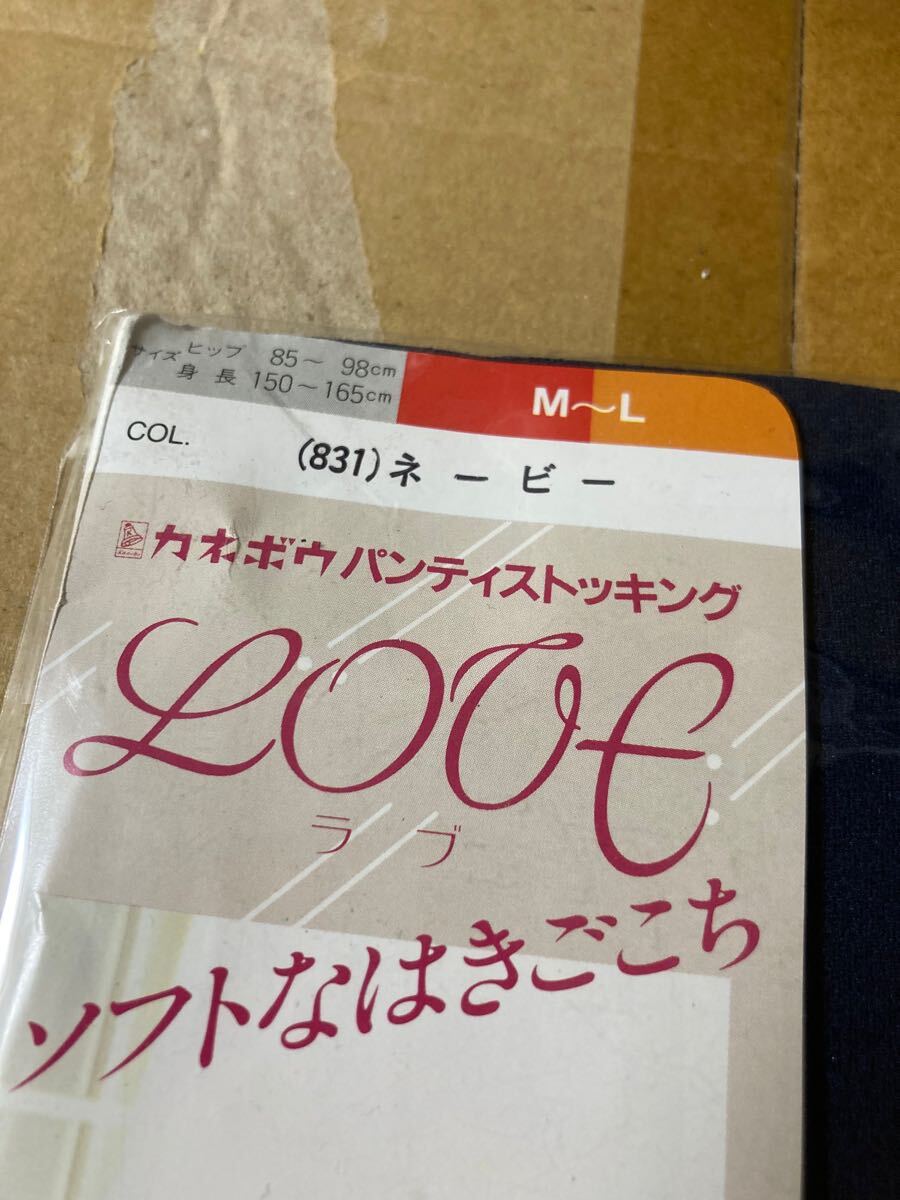 サイズ ヒップ 85～98cm
身長 150～165cm
M～L
COL. (831)ネービー
カネボウ パンティストッキング
LOVE
ラブ
ソフトなはきごこち